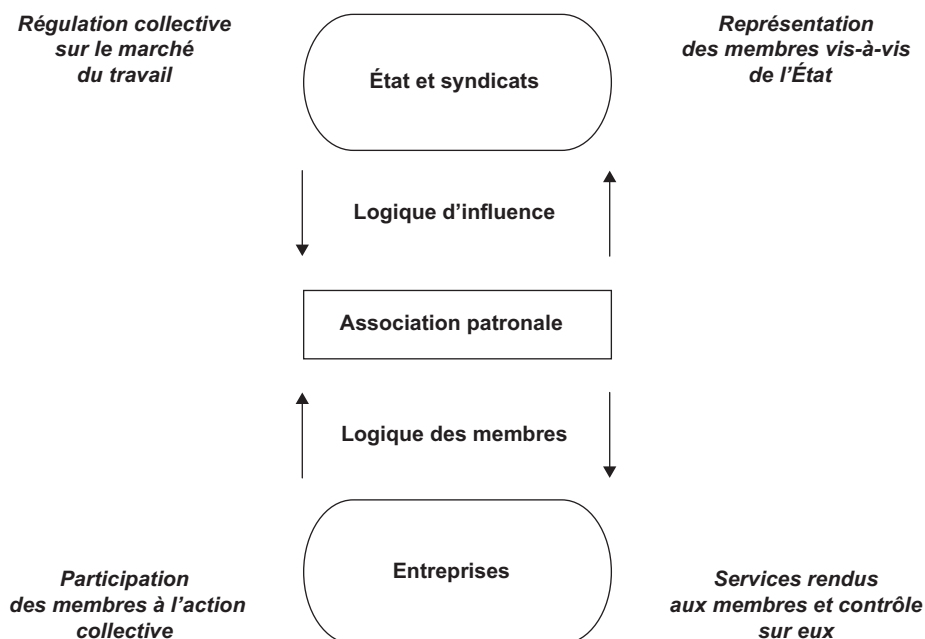 Régulation collective
sur le marché
du travail
État et syndicats
Représentation
des membres vis-à-vis
de l’État
Logique d’influence
Association patronale
Logique des membres
Participation
des membres à l’action
collective
Entreprises
Services rendus
aux membres et contrôle
sur eux